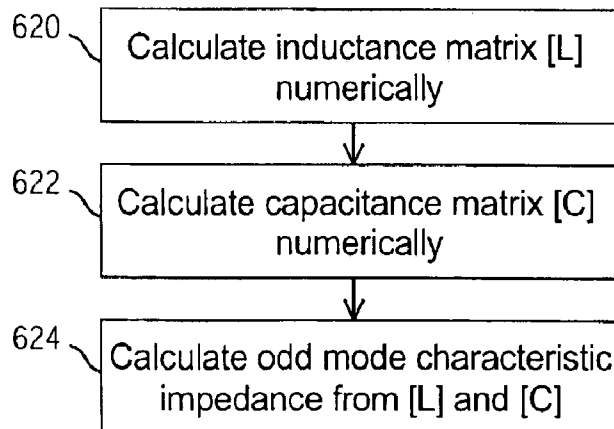 620
Calculate inductance matrix [L]
numerically
622
Calculate capacitance matrix [C]
numerically
624
Calculate odd mode characteristic
impedance from [L] and [C]